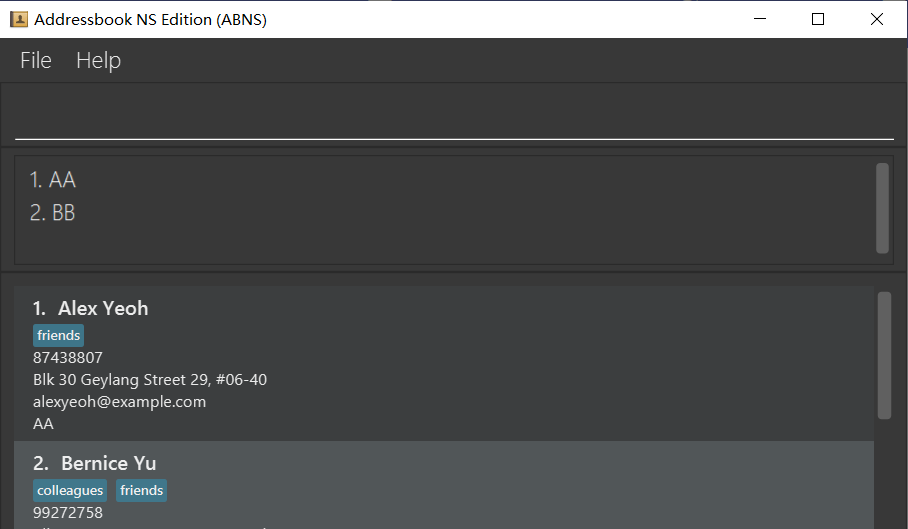 Addressbook NS Edition (ABNS)
File Help
1. AA
2. BB
1. Alex Yeoh
friends
87438807
Blk 30 Geylang Street 29, #06-40
alexyeoh@example.com
AA
2. Bernice Yu
colleagues friends
99272758